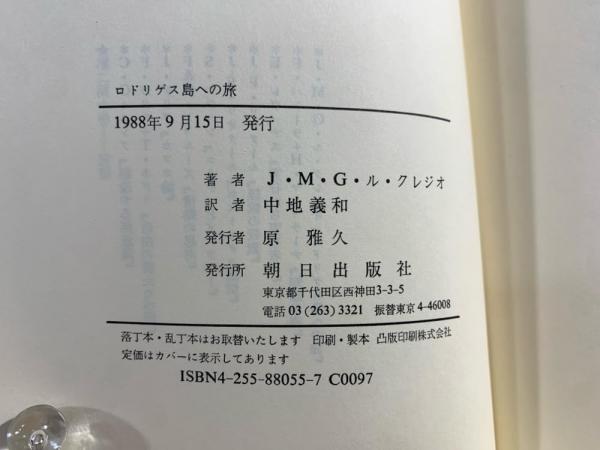 ロドリゲス島への旅
1988年9月15日 発行
著者 J・M・G・ル・クレジオ
訳者 中地義和
発行者 原 雅久
発行所 朝日出版社
東京都千代田区西神田3-3-5
電話 03 (263) 3321 振替東京 4-46008
落丁本・乱丁本はお取替いたします 印刷・製本 凸版印刷株式会社
定価はカバーに表示してあります
ISBN4-255-88055-7 C0097